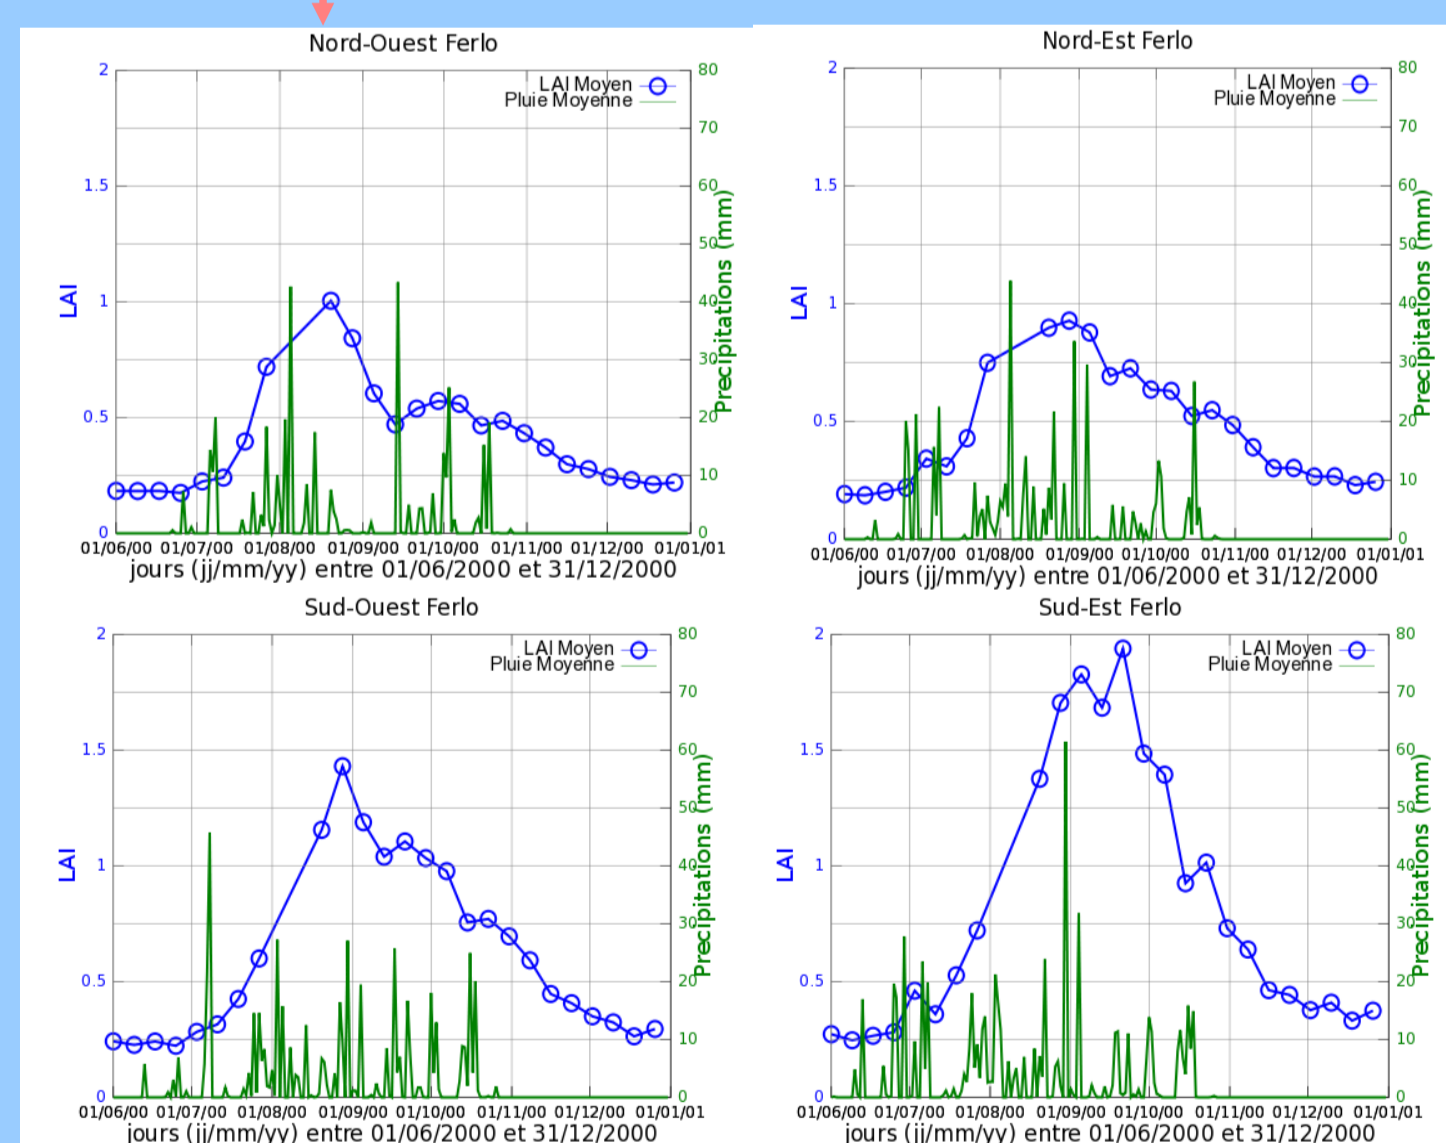 Nord-Ouest Ferlo
LAI Moyen
Pluie Moyenne
2
1.5
1
0.5
0
80
70
60
50
40
30
20
10
0
LAI
Precipitations (mm)
01/06/00 01/07/00 01/08/00 01/09/00 01/10/00 01/11/00 01/12/00 01/01/01
jours (jj/mm/yy) entre 01/06/2000 et 31/12/2000
Nord-Est Ferlo
LAI Moyen
Pluie Moyenne
2
1.5
1
0.5
0
80
70
60
50
40
30
20
10
0
LAI
Precipitations (mm)
01/06/00 01/07/00 01/08/00 01/09/00 01/10/00 01/11/00 01/12/00 01/01/01
jours (jj/mm/yy) entre 01/06/2000 et 31/12/2000
Sud-Ouest Ferlo
LAI Moyen
Pluie Moyenne
2
1.5
1
0.5
0
80
70
60
50
40
30
20
10
0
LAI
Precipitations (mm)
01/06/00 01/07/00 01/08/00 01/09/00 01/10/00 01/11/00 01/12/00 01/01/01
jours (jj/mm/yy) entre 01/06/2000 et 31/12/2000
Sud-Est Ferlo
LAI Moyen
Pluie Moyenne
2
1.5
1
0.5
0
80
70
60
50
40
30
20
10
0
LAI
Precipitations (mm)
01/06/00 01/07/00 01/08/00 01/09/00 01/10/00 01/11/00 01/12/00 01/01/01
jours (jj/mm/yy) entre 01/06/2000 et 31/12/2000